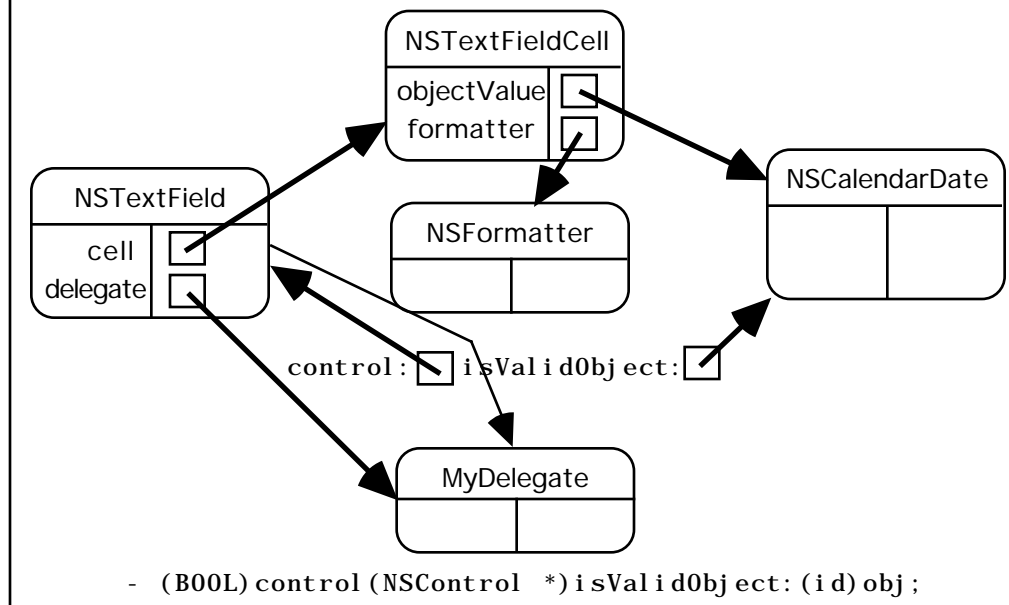 NSTextFieldCell
objectValue
formatter
NSCalendarDate
NSTextField
NSFormatter
cell
delegate
control: isValidObject:
MyDelegate
- (BOOL)control(NSControl *)isValidObject:(id)obj;